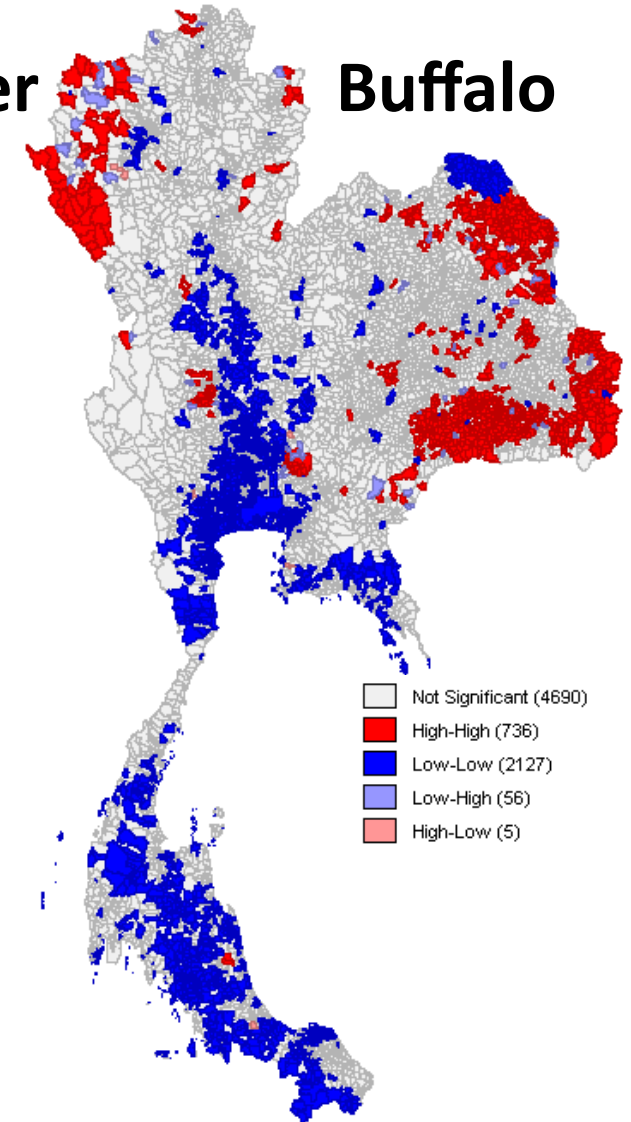 er Buffalo
Not Significant (4690)
High-High (736)
Low-Low (2127)
Low-High (56)
High-Low (5)